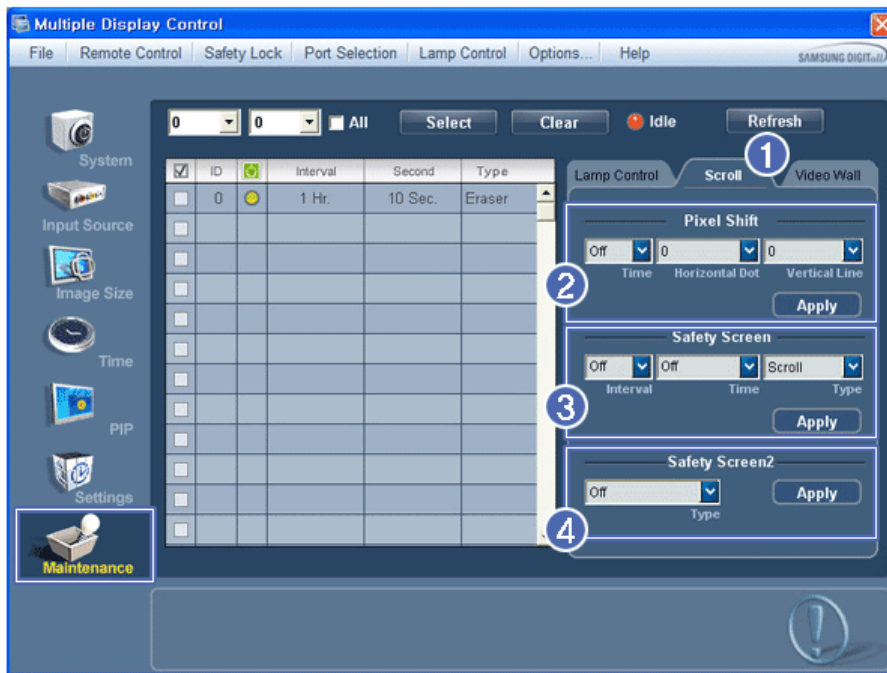 Multiple Display Control
File Remote Control Safety Lock Port Selection Lamp Control Options... Help
SAMSUNG DIGITall
0 0 All Select Clear Idle Refresh
1
System
Input Source
Image Size
Time
PIP
Settings
Maintenance
ID Interval Second Type
0 1 Hr. 10 Sec. Eraser
Lamp Control Scroll Video Wall
Pixel Shift
Off 0 0
Time Horizontal Dot Vertical Line
2
Apply
Safety Screen
Off Off Scroll
Interval Time Type
3
Apply
Safety Screen2
Off Apply
Type
4